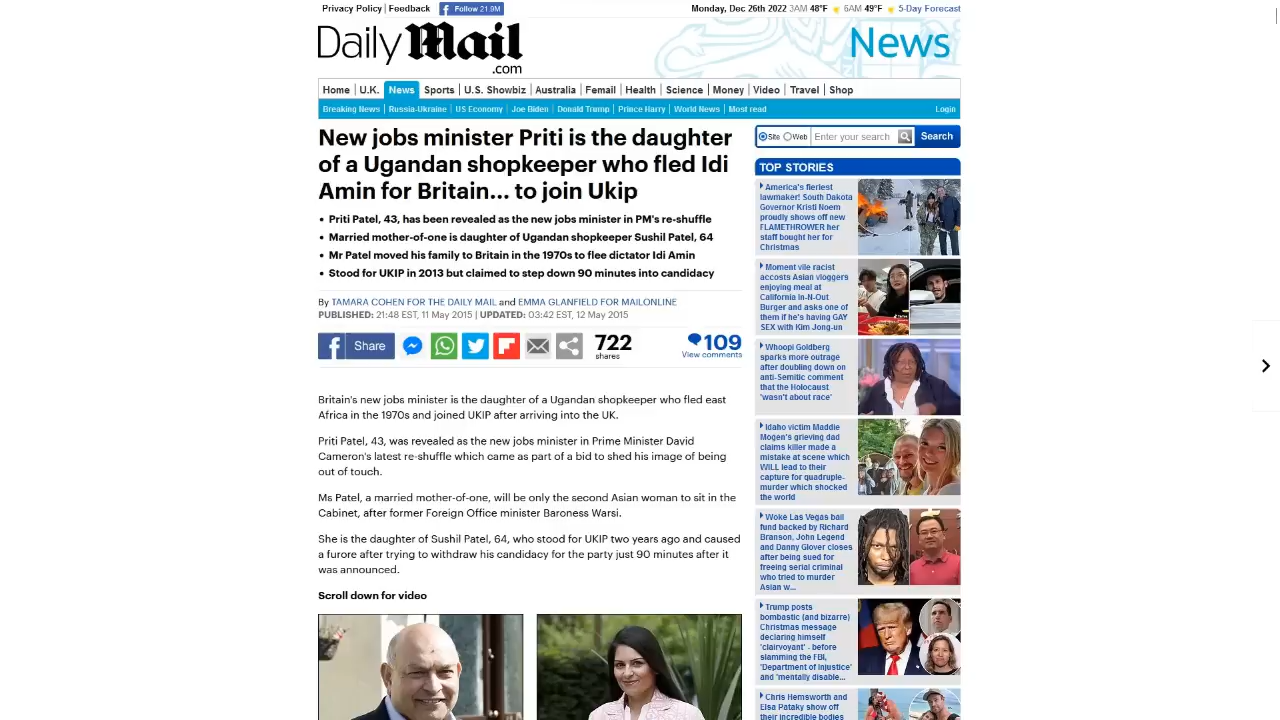 Privacy Policy | Feedback
Follow 21.9M
Monday, Dec 26th 2022 3AM 48°F 6AM 49°F 5-Day Forecast
Daily Mail
.com
News
Home | U.K. News Sports | U.S. Showbiz | Australia | Femail | Health | Science | Money | Video | Travel | Shop
Breaking News | Russia-Ukraine | US Economy | Joe Biden | Donald Trump | Prince Harry | World News | Most read
Login
New jobs minister Priti is the daughter
of a Ugandan shopkeeper who fled Idi
Amin for Britain... to join Ukip
• Priti Patel, 43, has been revealed as the new jobs minister in PM's re-shuffle
• Married mother-of-one is daughter of Ugandan shopkeeper Sushil Patel, 64
• Mr Patel moved his family to Britain in the 1970s to flee dictator Idi Amin
• Stood for UKIP in 2013 but claimed to step down 90 minutes into candidacy
By TAMARA COHEN FOR THE DAILY MAIL and EMMA GLANFIELD FOR MAILONLINE
PUBLISHED: 21:48 EST, 11 May 2015 | UPDATED: 03:42 EST, 12 May 2015
Share
722
shares
109
View comments
Britain's new jobs minister is the daughter of a Ugandan shopkeeper who fled east
Africa in the 1970s and joined UKIP after arriving into the UK.
Priti Patel, 43, was revealed as the new jobs minister in Prime Minister David
Cameron's latest re-shuffle which came as part of a bid to shed his image of being
out of touch.
Ms Patel, a married mother-of-one, will be only the second Asian woman to sit in the
Cabinet, after former Foreign Office minister Baroness Warsi.
She is the daughter of Sushil Patel, 64, who stood for UKIP two years ago and caused
a furore after trying to withdraw his candidacy for the party just 90 minutes after it
was announced.
Scroll down for video
Site Web Enter your search Search
TOP STORIES
America's fieriest
lawmaker! South Dakota
Governor Kristi Noem
proudly shows off new
FLAMETHROWER her
staff bought her for
Christmas
Moment vile racist
accosts Asian vloggers
enjoying meal at
California In-N-Out
Burger and asks one of
them if he's having GAY
SEX with Kim Jong-un
Whoopi Goldberg
sparks more outrage
after doubling down on
anti-Semitic comment
that the Holocaust
'wasn't about race'
Idaho victim Maddie
Mogen's grieving dad
claims killer made a
mistake at scene which
WILL lead to their
capture for quadruple-
murder which shocked
the world
Woke Las Vegas bail
fund backed by Richard
Branson, John Legend
and Danny Glover closes
after being sued for
freeing serial criminal
who tried to murder
Asian w...
Trump posts
bombastic (and bizarre)
Christmas message
declaring himself
'clairvoyant' - before
slamming the FBI,
'Department of Injustice'
and 'mentally disable...
Chris Hemsworth and
Elsa Pataky show off
their incredible bodies